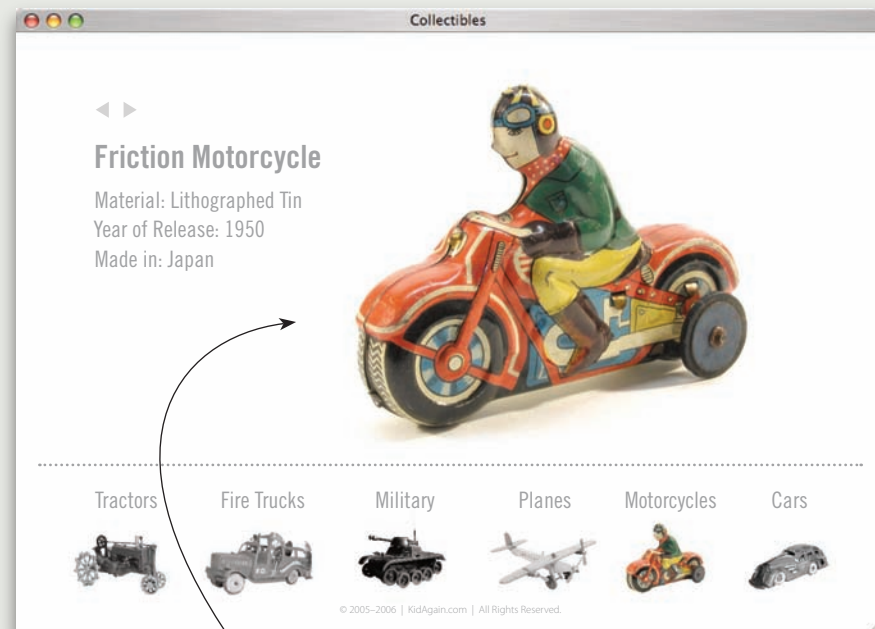 Collectibles
Friction Motorcycle
Material: Lithographed Tin
Year of Release: 1950
Made in: Japan
Tractors
Fire Trucks
Military
Planes
Motorcycles
Cars
© 2005–2006 | KidAgain.com | All Rights Reserved.